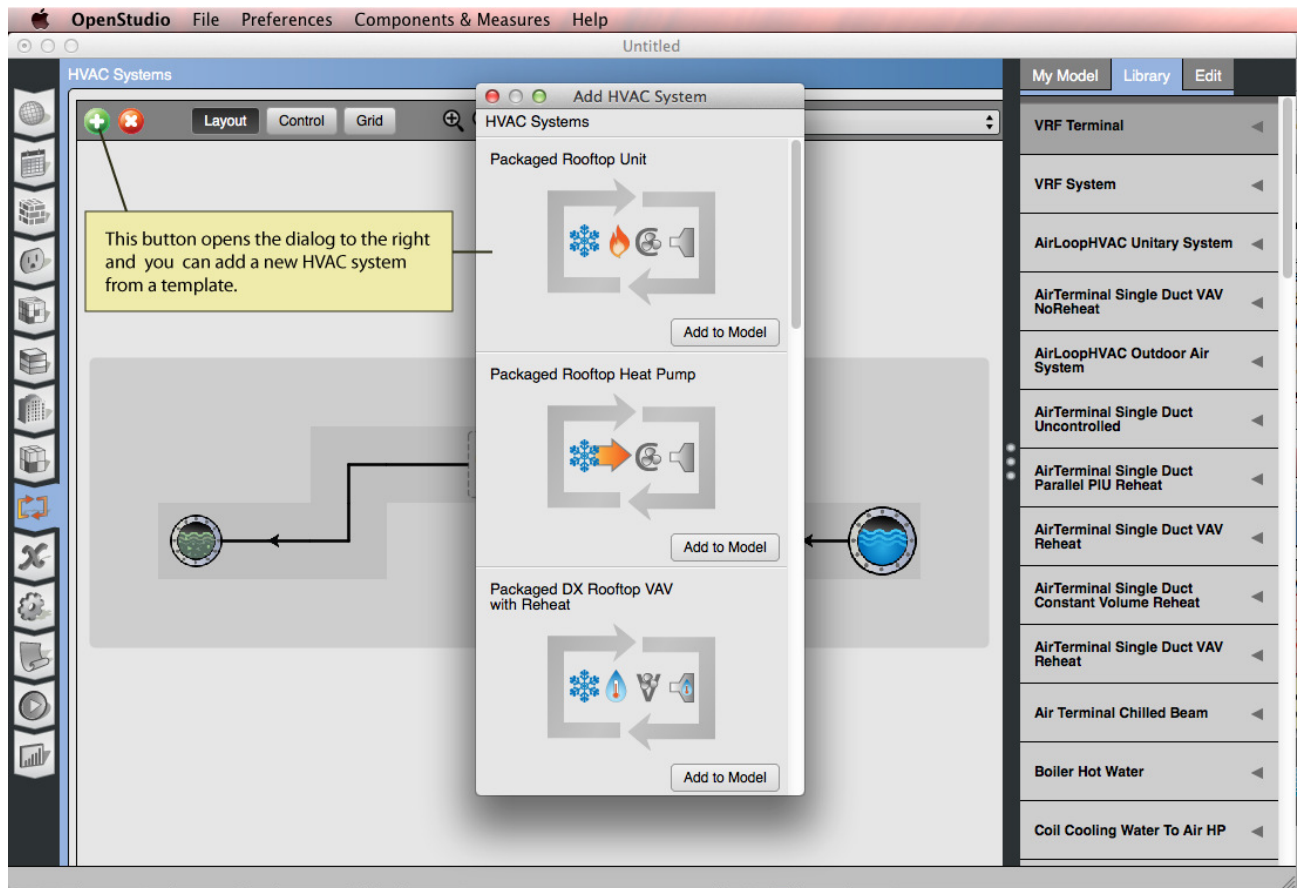 OpenStudio File Preferences Components & Measures Help
Untitled
HVAC Systems
Layout Control Grid
This button opens the dialog to the right
and you can add a new HVAC system
from a template.
Add HVAC System
HVAC Systems
Packaged Rooftop Unit
Add to Model
Packaged Rooftop Heat Pump
Add to Model
Packaged DX Rooftop VAV
with Reheat
Add to Model
My Model Library Edit
VRF Terminal
VRF System
AirLoopHVAC Unitary System
AirTerminal Single Duct VAV
NoReheat
AirLoopHVAC Outdoor Air
System
AirTerminal Single Duct
Uncontrolled
AirTerminal Single Duct
Parallel PIU Reheat
AirTerminal Single Duct VAV
Reheat
AirTerminal Single Duct
Constant Volume Reheat
AirTerminal Single Duct VAV
Reheat
Air Terminal Chilled Beam
Boiler Hot Water
Coil Cooling Water To Air HP